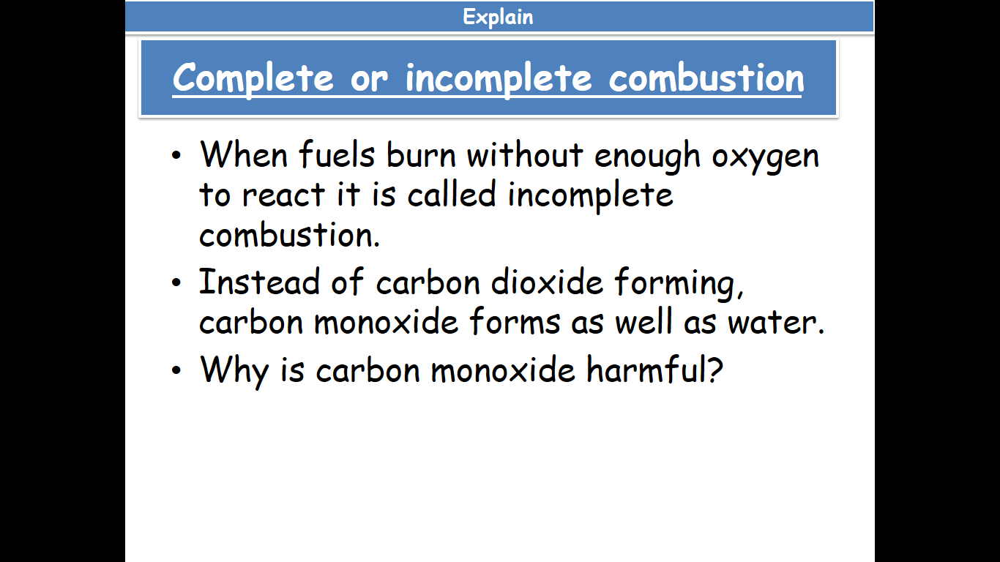 Explain
Complete or incomplete combustion
• When fuels burn without enough oxygen
to react it is called incomplete
combustion.
• Instead of carbon dioxide forming,
carbon monoxide forms as well as water.
• Why is carbon monoxide harmful?